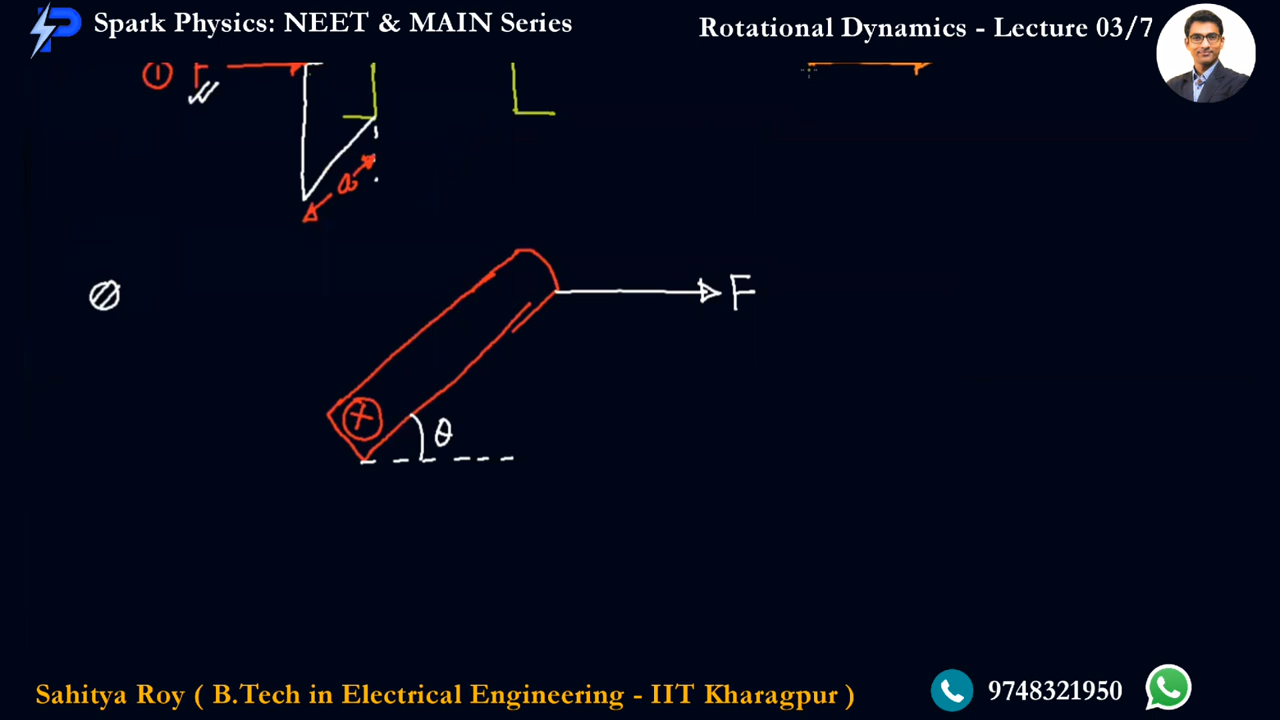 Spark Physics: NEET & MAIN Series
Rotational Dynamics - Lecture 03/7
① F
a
F
θ
Sahitya Roy ( B.Tech in Electrical Engineering - IIT Kharagpur )
9748321950